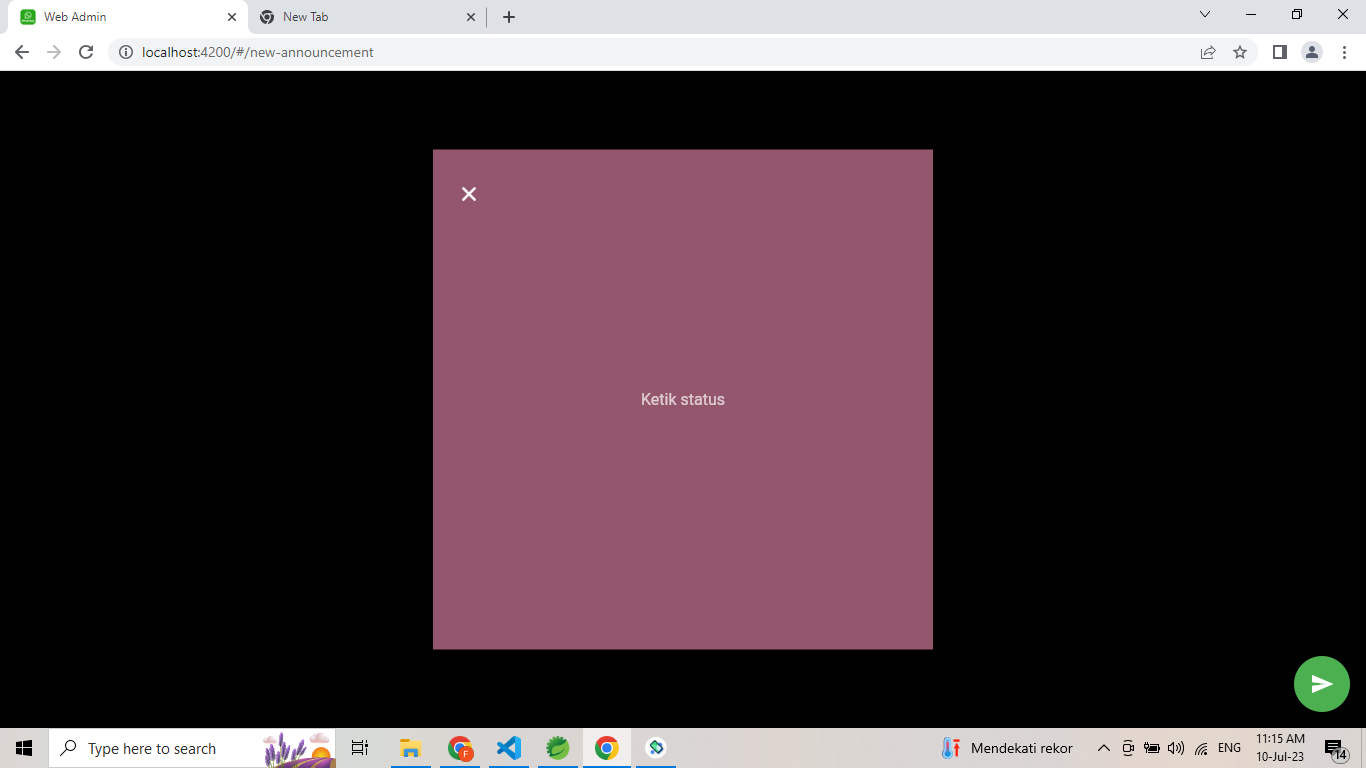 Web Admin
New Tab
localhost:4200/#/new-announcement
Ketik status
Type here to search
F
Mendekati rekor
ENG
11:15 AM
10-Jul-23
14